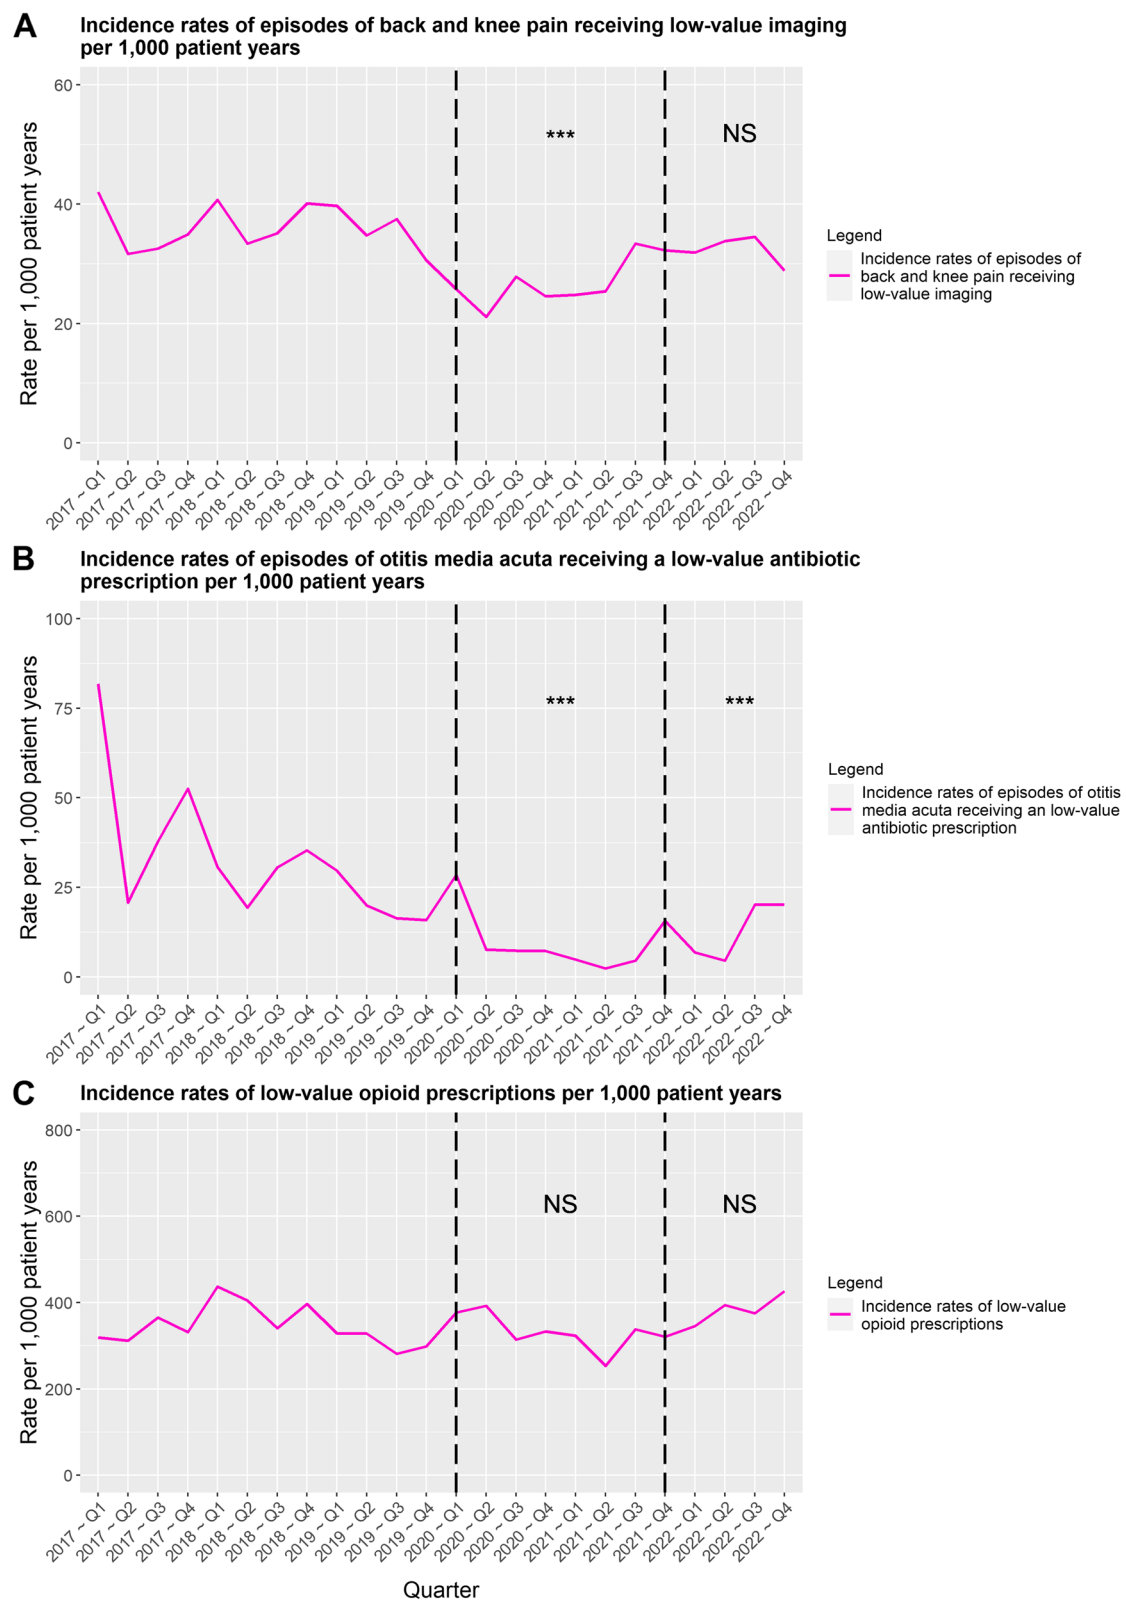 A
Incidence rates of episodes of back and knee pain receiving low-value imaging
per 1,000 patient years
Rate per 1,000 patient years
60
40
20
0
***
NS
2017 ~ Q1
2017 ~ Q2
2017 ~ Q3
2017 ~ Q4
2018 ~ Q1
2018 ~ Q2
2018 ~ Q3
2018 ~ Q4
2019 ~ Q1
2019 ~ Q2
2019 ~ Q3
2019 ~ Q4
2020 ~ Q1
2020 ~ Q2
2020 ~ Q3
2020 ~ Q4
2021 ~ Q1
2021 ~ Q2
2021 ~ Q3
2021 ~ Q4
2022 ~ Q1
2022 ~ Q2
2022 ~ Q3
2022 ~ Q4
Legend
Incidence rates of episodes of
back and knee pain receiving
low-value imaging
B
Incidence rates of episodes of otitis media acuta receiving a low-value antibiotic
prescription per 1,000 patient years
Rate per 1,000 patient years
100
75
50
25
0
***
***
2017 ~ Q1
2017 ~ Q2
2017 ~ Q3
2017 ~ Q4
2018 ~ Q1
2018 ~ Q2
2018 ~ Q3
2018 ~ Q4
2019 ~ Q1
2019 ~ Q2
2019 ~ Q3
2019 ~ Q4
2020 ~ Q1
2020 ~ Q2
2020 ~ Q3
2020 ~ Q4
2021 ~ Q1
2021 ~ Q2
2021 ~ Q3
2021 ~ Q4
2022 ~ Q1
2022 ~ Q2
2022 ~ Q3
2022 ~ Q4
Legend
Incidence rates of episodes of otitis
media acuta receiving an low-value
antibiotic prescription
C
Incidence rates of low-value opioid prescriptions per 1,000 patient years
Rate per 1,000 patient years
800
600
400
200
0
NS
NS
2017 ~ Q1
2017 ~ Q2
2017 ~ Q3
2017 ~ Q4
2018 ~ Q1
2018 ~ Q2
2018 ~ Q3
2018 ~ Q4
2019 ~ Q1
2019 ~ Q2
2019 ~ Q3
2019 ~ Q4
2020 ~ Q1
2020 ~ Q2
2020 ~ Q3
2020 ~ Q4
2021 ~ Q1
2021 ~ Q2
2021 ~ Q3
2021 ~ Q4
2022 ~ Q1
2022 ~ Q2
2022 ~ Q3
2022 ~ Q4
Quarter
Legend
Incidence rates of low-value
opioid prescriptions